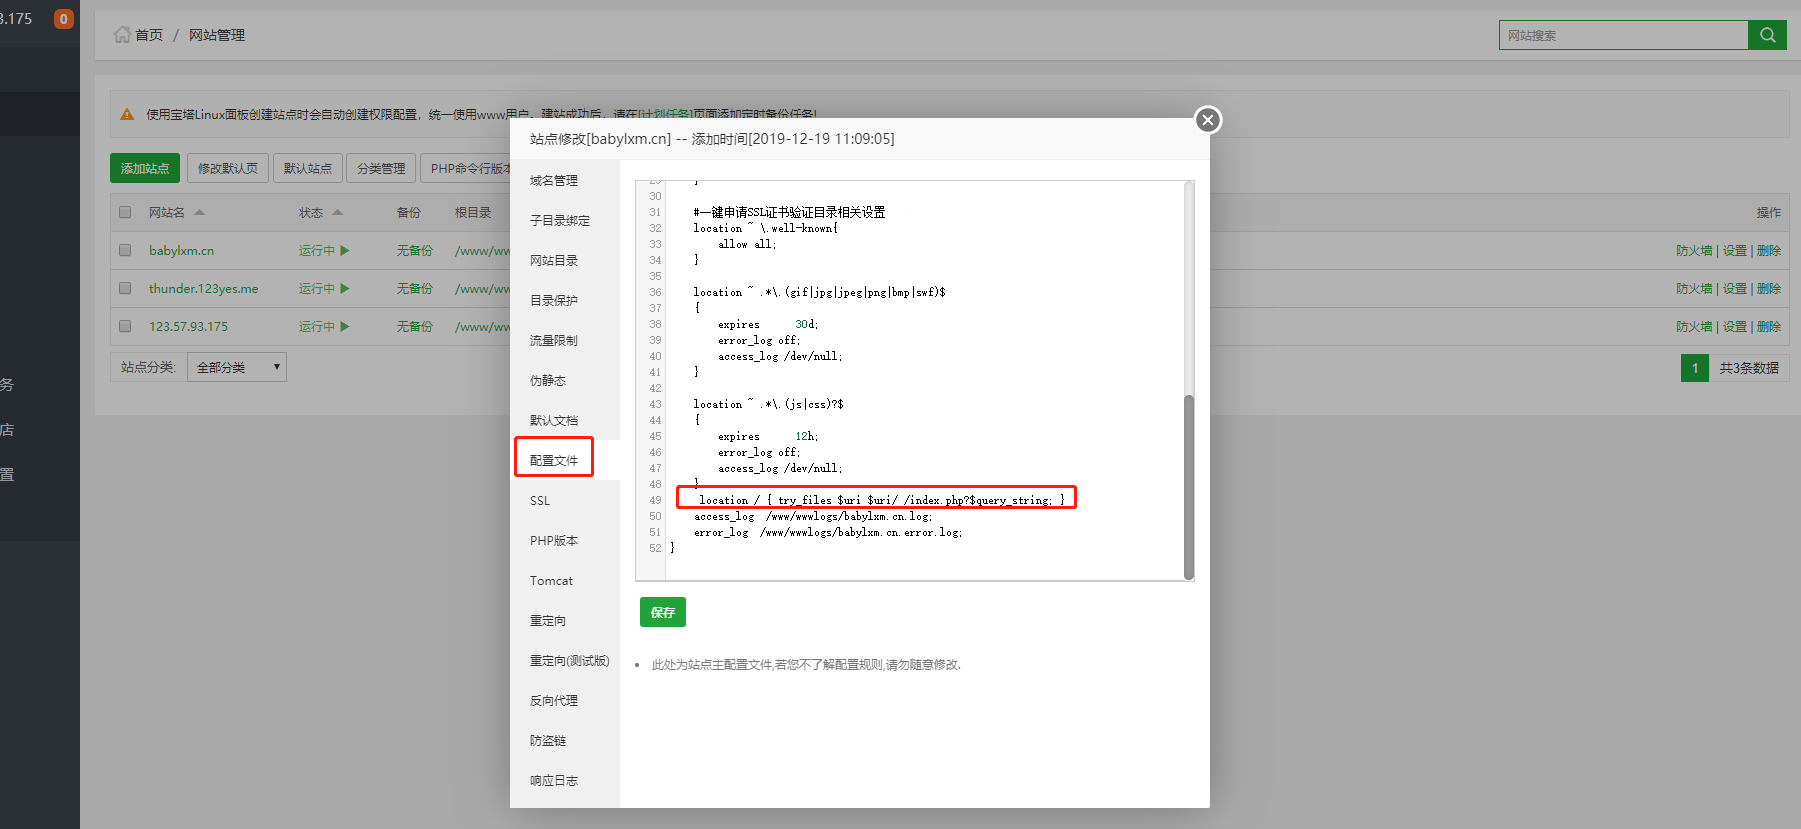 3.175 0
首页 / 网站管理
网站搜索
使用宝塔Linux面板创建站点时会自动创建权限配置，统一使用www用户。建站成功后，请在[计划任务]页面添加定时备份任务!
添加站点 修改默认页 默认站点 分类管理 PHP命令行版本
网站名 状态 备份 根目录 操作
babylxm.cn 运行中 无备份 /www/ww 防火墙 | 设置 | 删除
thunder.123yes.me 运行中 无备份 /www/ww 防火墙 | 设置 | 删除
123.57.93.175 运行中 无备份 /www/ww 防火墙 | 设置 | 删除
站点分类: 全部分类 1 共3条数据
务
店
置
站点修改[babylxm.cn] -- 添加时间[2019-12-19 11:09:05]
域名管理
子目录绑定
网站目录
目录保护
流量限制
伪静态
默认文档
配置文件
SSL
PHP版本
Tomcat
重定向
重定向(测试版)
反向代理
防盗链
响应日志
29 }
30
31 #一键申请SSL证书验证目录相关设置
32 location ~ \.well-known{
33 allow all;
34 }
35
36 location ~ .*\.(gif|jpg|jpeg|png|bmp|swf)$
37 {
38 expires 30d;
39 error_log off;
40 access_log /dev/null;
41 }
42
43 location ~ .*\.(js|css)?$
44 {
45 expires 12h;
46 error_log off;
47 access_log /dev/null;
48 }
49 location / { try_files $uri $uri/ /index.php?$query_string; }
50 access_log /www/wwwlogs/babylxm.cn.log;
51 error_log /www/wwwlogs/babylxm.cn.error.log;
52 }
保存
此处为站点主配置文件,若您不了解配置规则,请勿随意修改.